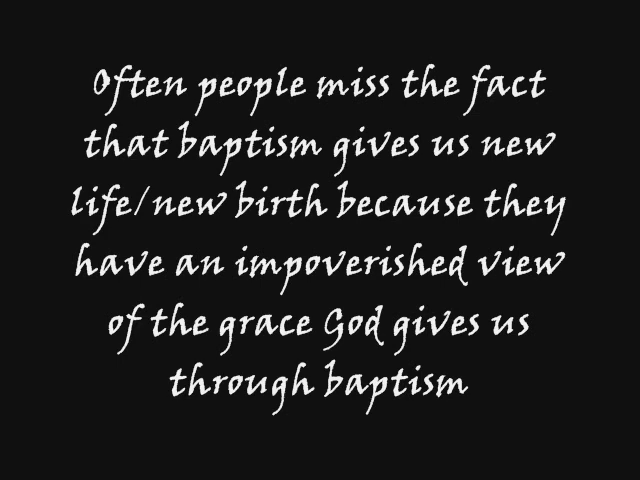 Often people miss the fact
that baptism gives us new
life/new birth because they
have an impoverished view
of the grace God gives us
through baptism